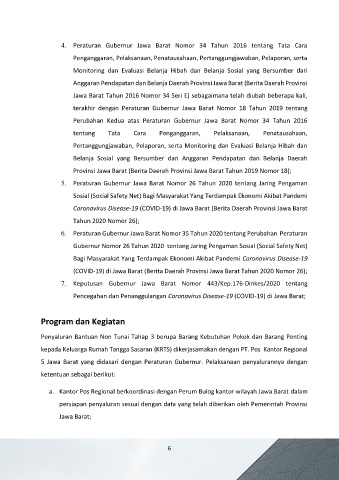 4. Peraturan Gubernur Jawa Barat Nomor 34 Tahun 2016 tentang Tata Cara
Penganggaran, Pelaksanaan, Penatausahaan, Pertanggungjawaban, Pelaporan, serta
Monitoring dan Evaluasi Belanja Hibah dan Belanja Sosial yang Bersumber dari
Anggaran Pendapatan dan Belanja Daerah Provinsi Jawa Barat (Berita Daerah Provinsi
Jawa Barat Tahun 2016 Nomor 34 Seri E) sebagaimana telah diubah beberapa kali,
terakhir dengan Peraturan Gubernur Jawa Barat Nomor 18 Tahun 2019 tentang
Perubahan Kedua atas Peraturan Gubernur Jawa Barat Nomor 34 Tahun 2016
tentang Tata Cara Penganggaran, Pelaksanaan, Penatausahaan,
Pertanggungjawaban, Pelaporan, serta Monitoring dan Evaluasi Belanja Hibah dan
Belanja Sosial yang Bersumber dari Anggaran Pendapatan dan Belanja Daerah
Provinsi Jawa Barat (Berita Daerah Provinsi Jawa Barat Tahun 2019 Nomor 18);
5. Peraturan Gubernur Jawa Barat Nomor 26 Tahun 2020 tentang Jaring Pengaman
Sosial (Social Safety Net) Bagi Masyarakat Yang Terdampak Ekonomi Akibat Pandemi
Coronavirus Disease-19 (COVID-19) di Jawa Barat (Berita Daerah Provinsi Jawa Barat
Tahun 2020 Nomor 26);
6. Peraturan Gubernur Jawa Barat Nomor 35 Tahun 2020 tentang Perubahan Peraturan
Gubernur Nomor 26 Tahun 2020 tentang Jaring Pengaman Sosial (Social Safety Net)
Bagi Masyarakat Yang Terdampak Ekonomi Akibat Pandemi Coronavirus Disease-19
(COVID-19) di Jawa Barat (Berita Daerah Provinsi Jawa Barat Tahun 2020 Nomor 26);
7. Keputusan Gubernur Jawa Barat Nomor 443/Kep.176-Dinkes/2020 tentang
Pencegahan dan Penanggulangan Coronavirus Disease-19 (COVID-19) di Jawa Barat;
Program dan Kegiatan
Penyaluran Bantuan Non Tunai Tahap 3 berupa Barang Kebutuhan Pokok dan Barang Penting
kepada Keluarga Rumah Tangga Sasaran (KRTS) dikerjasamakan dengan PT. Pos Kantor Regional
5 Jawa Barat yang didasari dengan Peraturan Gubernur. Pelaksanaan penyalurannya dengan
ketentuan sebagai berikut:
a. Kantor Pos Regional berkoordinasi dengan Perum Bulog kantor wilayah Jawa Barat dalam
persiapan penyaluran sesuai dengan data yang telah diberikan oleh Pemerintah Provinsi
Jawa Barat;
6